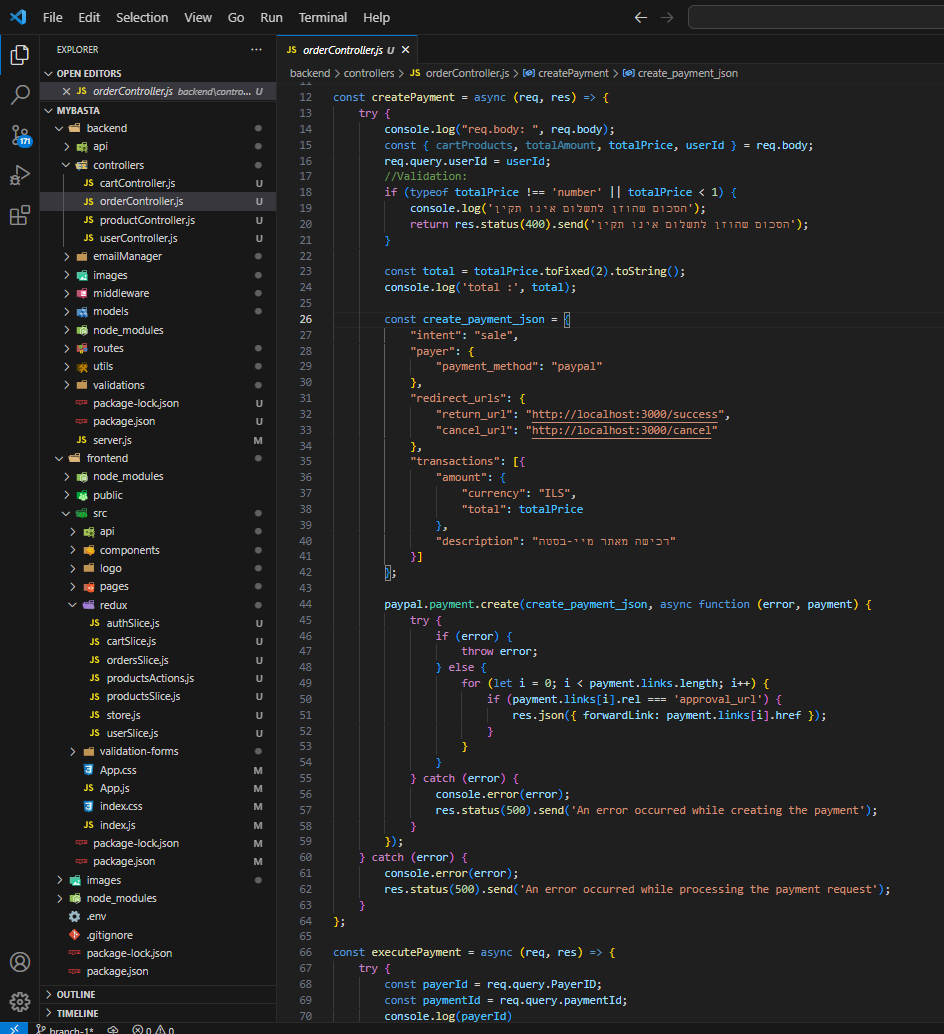 File Edit Selection View Go Run Terminal Help
EXPLORER ...
OPEN EDITORS
JS orderController.js backend\contro... U
MYBASTA
backend
api
controllers
JS cartController.js U
JS orderController.js U
JS productController.js U
JS userController.js U
emailManager
images
middleware
models
node_modules
routes
utils
validations
package-lock.json U
package.json U
JS server.js M
frontend
node_modules
public
src
api
components
logo
pages
redux
JS authSlice.js U
JS cartSlice.js U
JS ordersSlice.js U
JS productsActions.js U
JS productsSlice.js U
JS store.js U
JS userSlice.js U
validation-forms
App.css M
JS App.js M
index.css M
JS index.js M
package-lock.json M
package.json M
images
node_modules
.env
.gitignore
package-lock.json
package.json
OUTLINE
TIMELINE
171
branch-1* 0 0
JS orderController.js U
backend > controllers > JS orderController.js > createPayment > create_payment_json
12 const createPayment = async (req, res) => {
13 try {
14 console.log("req.body: ", req.body);
15 const { cartProducts, totalAmount, totalPrice, userId } = req.body;
16 req.query.userId = userId;
17 //Validation:
18 if (typeof totalPrice !== 'number' || totalPrice < 1) {
19 console.log('הסכום שהוזן לתשלום אינו תקין');
20 return res.status(400).send('הסכום שהוזן לתשלום אינו תקין');
21 }
22
23 const total = totalPrice.toFixed(2).toString();
24 console.log('total :', total);
25
26 const create_payment_json = {
27 "intent": "sale",
28 "payer": {
29 "payment_method": "paypal"
30 },
31 "redirect_urls": {
32 "return_url": "http://localhost:3000/success",
33 "cancel_url": "http://localhost:3000/cancel"
34 },
35 "transactions": [{
36 "amount": {
37 "currency": "ILS",
38 "total": totalPrice
39 },
40 "description": "רכישה מאתר מיי-בסטה"
41 }]
42 };
43
44 paypal.payment.create(create_payment_json, async function (error, payment) {
45 try {
46 if (error) {
47 throw error;
48 } else {
49 for (let i = 0; i < payment.links.length; i++) {
50 if (payment.links[i].rel === 'approval_url') {
51 res.json({ forwardLink: payment.links[i].href });
52 }
53 }
54 }
55 } catch (error) {
56 console.error(error);
57 res.status(500).send('An error occurred while creating the payment');
58 }
59 });
60 } catch (error) {
61 console.error(error);
62 res.status(500).send('An error occurred while processing the payment request');
63 }
64 };
65
66 const executePayment = async (req, res) => {
67 try {
68 const payerId = req.query.PayerID;
69 const paymentId = req.query.paymentId;
70 console.log(payerId)